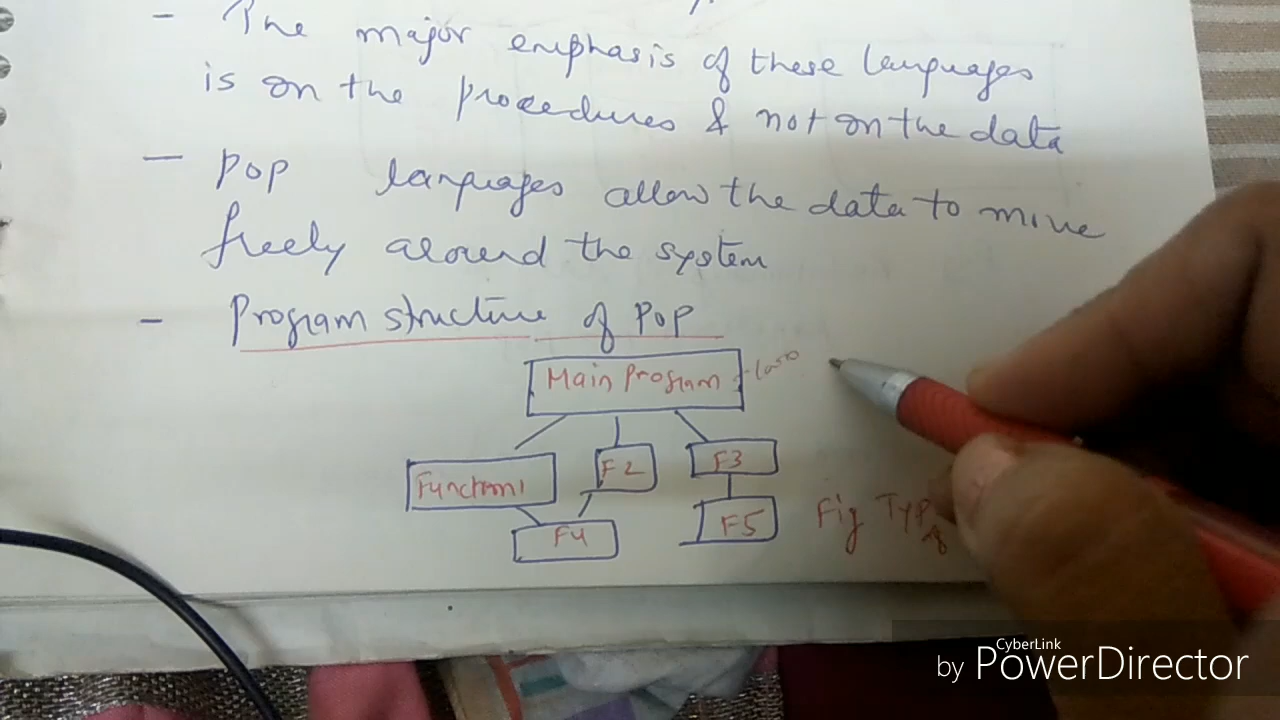 - The major emphasis of these languages
is on the procedures & not on the data
- POP languages allow the data to move
freely around the system
- Program structure of POP
Main Program
Function1
F2
F3
F4
F5
Fig
CyberLink
by PowerDirector